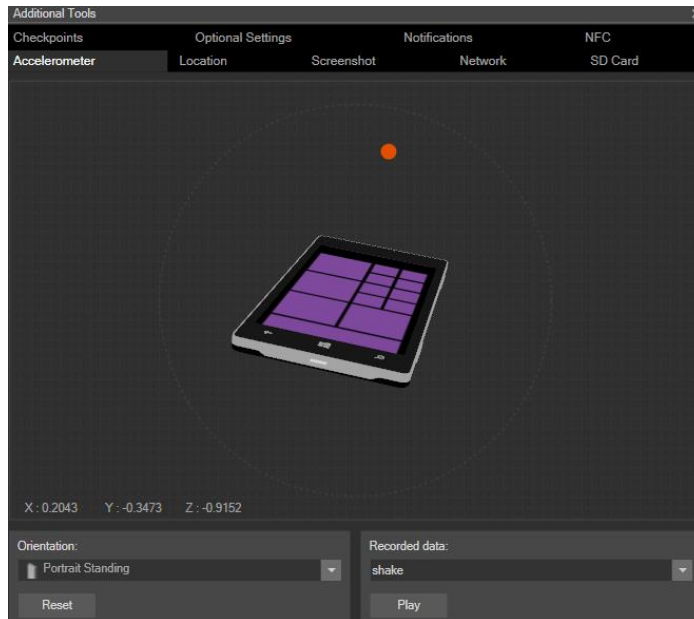 Additional Tools
Checkpoints Optional Settings Notifications NFC
Accelerometer Location Screenshot Network SD Card
X : 0.2043 Y : -0.3473 Z : -0.9152
Orientation: Recorded data:
Portrait Standing shake
Reset Play